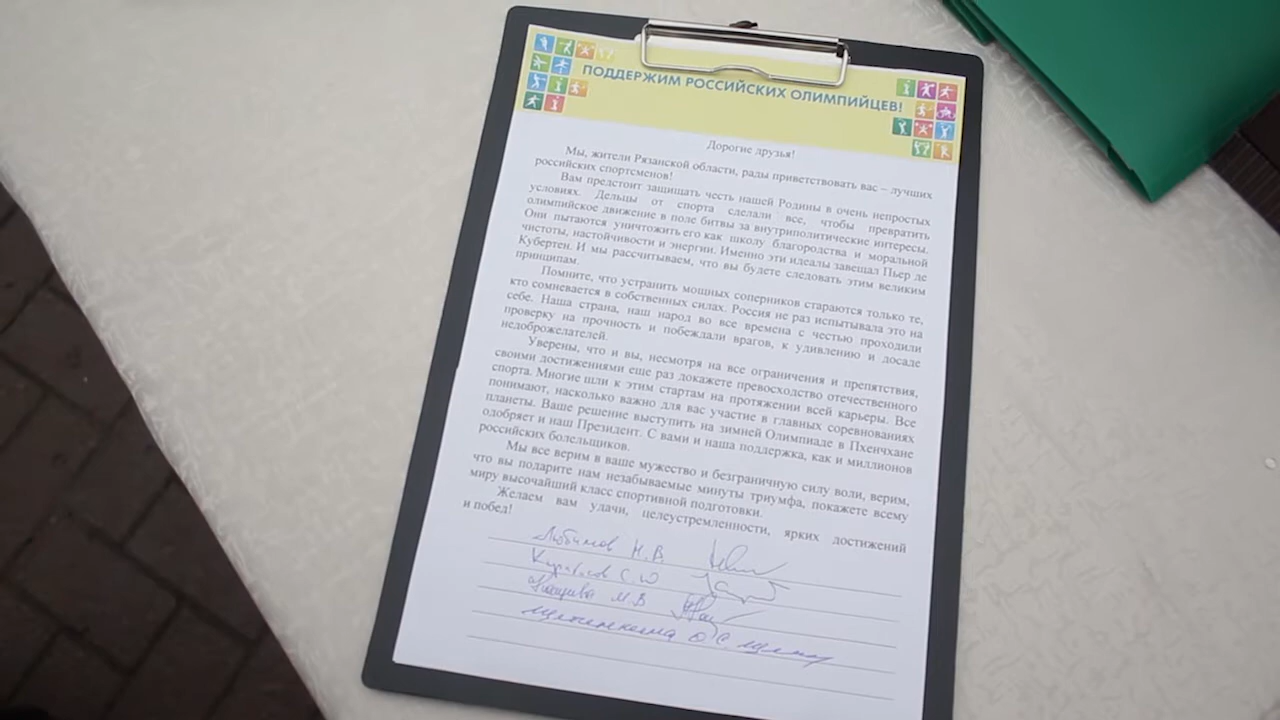 ПОДДЕРЖИМ РОССИЙСКИХ ОЛИМПИЙЦЕВ!
Дорогие друзья!
Мы, жители Рязанской области, рады приветствовать вас – лучших
российских спортсменов!
Вам предстоит защищать честь нашей Родины в очень непростых
условиях. Дельцы от спорта сделали все, чтобы превратить
олимпийское движение в поле битвы за внутриполитические интересы.
Они пытаются уничтожить его как школу благородства и моральной
чистоты, настойчивости и энергии. Именно эти идеалы завещал Пьер де
Кубертен. И мы рассчитываем, что вы будете следовать этим великим
принципам.
Помните, что устранить мощных соперников стараются только те,
кто сомневается в собственных силах. Россия не раз испытывала это на
себе. Наша страна, наш народ во все времена с честью проходили
проверку на прочность и побеждали врагов, к удивлению и досаде
недоброжелателей.
Уверены, что и вы, несмотря на все ограничения и препятствия,
своими достижениями еще раз докажете превосходство отечественного
спорта. Многие шли к этим стартам на протяжении всей карьеры. Все
понимают, насколько важно для вас участие в главных соревнованиях
планеты. Ваше решение выступить на зимней Олимпиаде в Пхенчхане
одобряет и наш Президент. С вами и наша поддержка, как и миллионов
российских болельщиков.
Мы все верим в ваше мужество и безграничную силу воли, верим,
что вы подарите нам незабываемые минуты триумфа, покажете всему
миру высочайший класс спортивной подготовки.
Желаем вам удачи, целеустремленности, ярких достижений
и побед!
Любимов Н.В.
С.Ю
М.В
О.С.